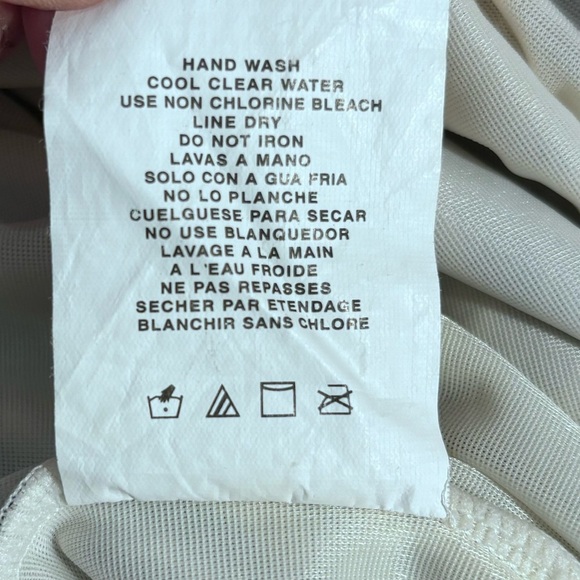 HAND WASH
COOL CLEAR WATER
USE NON CHLORINE BLEACH
LINE DRY
DO NOT IRON
LAVAS A MANO
SOLO CON A GUA FRIA
NO LO PLANCHE
CUELGUESE PARA SECAR
NO USE BLANQUEDOR
LAVAGE A LA MAIN
A L'EAU FROIDE
NE PAS REPASSES
SECHER PAR ETENDAGE
BLANCHIR SANS CHLORE